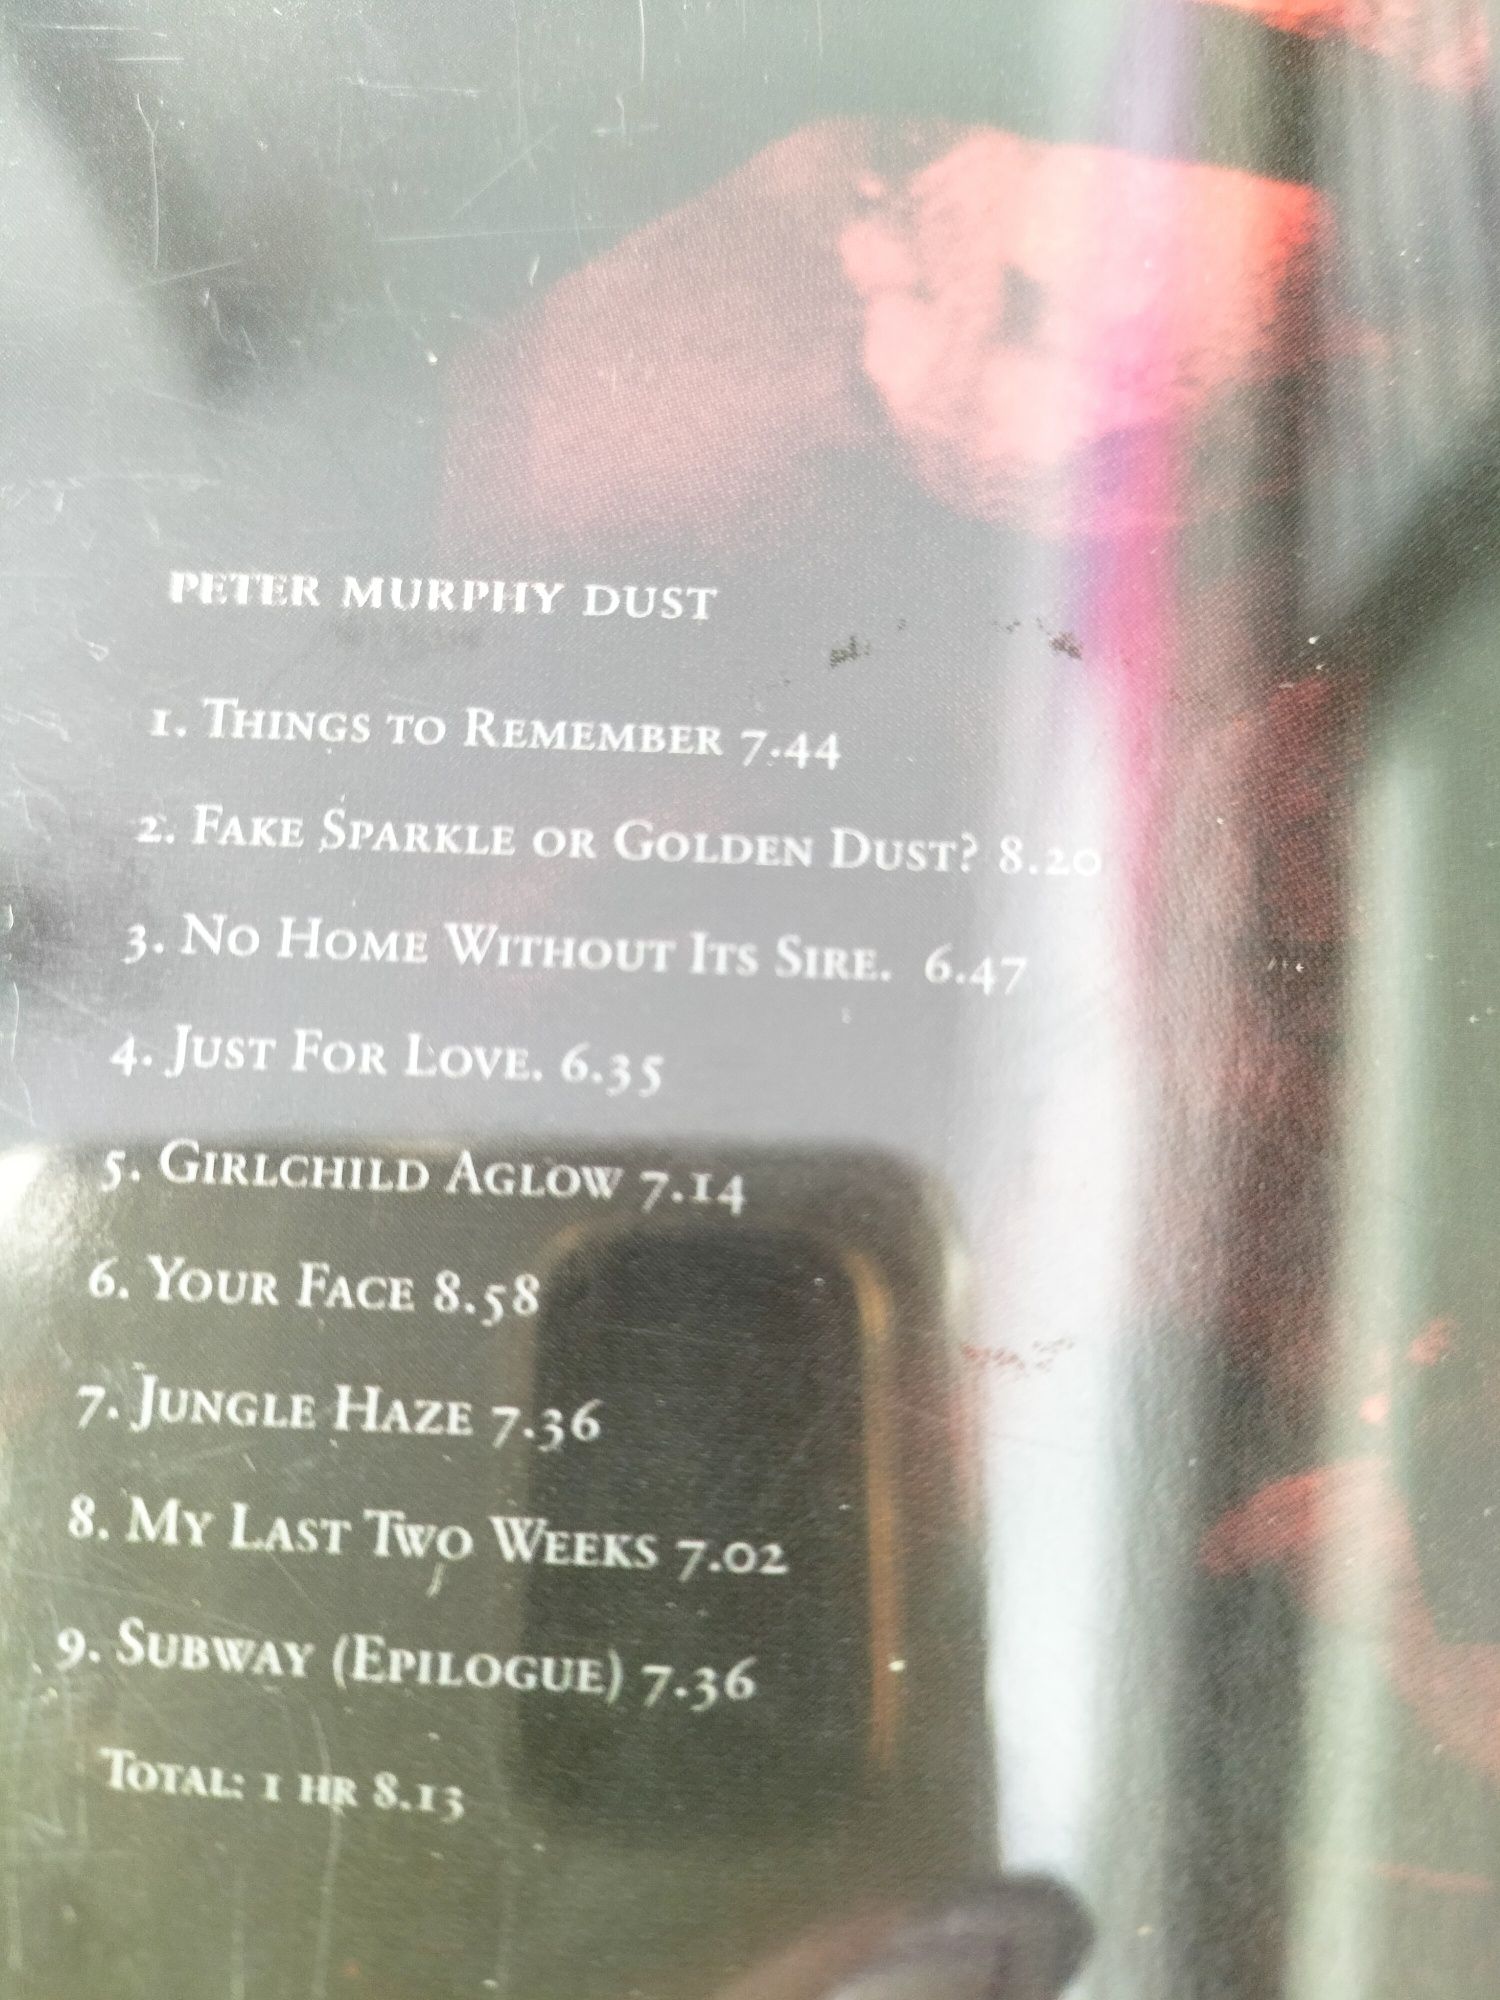 PETER MURPHY DUST
1. THINGS TO REMEMBER 7.44
2. FAKE SPARKLE OR GOLDEN DUST? 8.20
3. NO HOME WITHOUT ITS SIRE. 6.47
4. JUST FOR LOVE. 6.35
5. GIRLCHILD AGLOW 7.14
6. YOUR FACE 8.58
7. JUNGLE HAZE 7.36
8. MY LAST TWO WEEKS 7.02
9. SUBWAY (EPILOGUE) 7.36
TOTAL: 1 HR 8.13